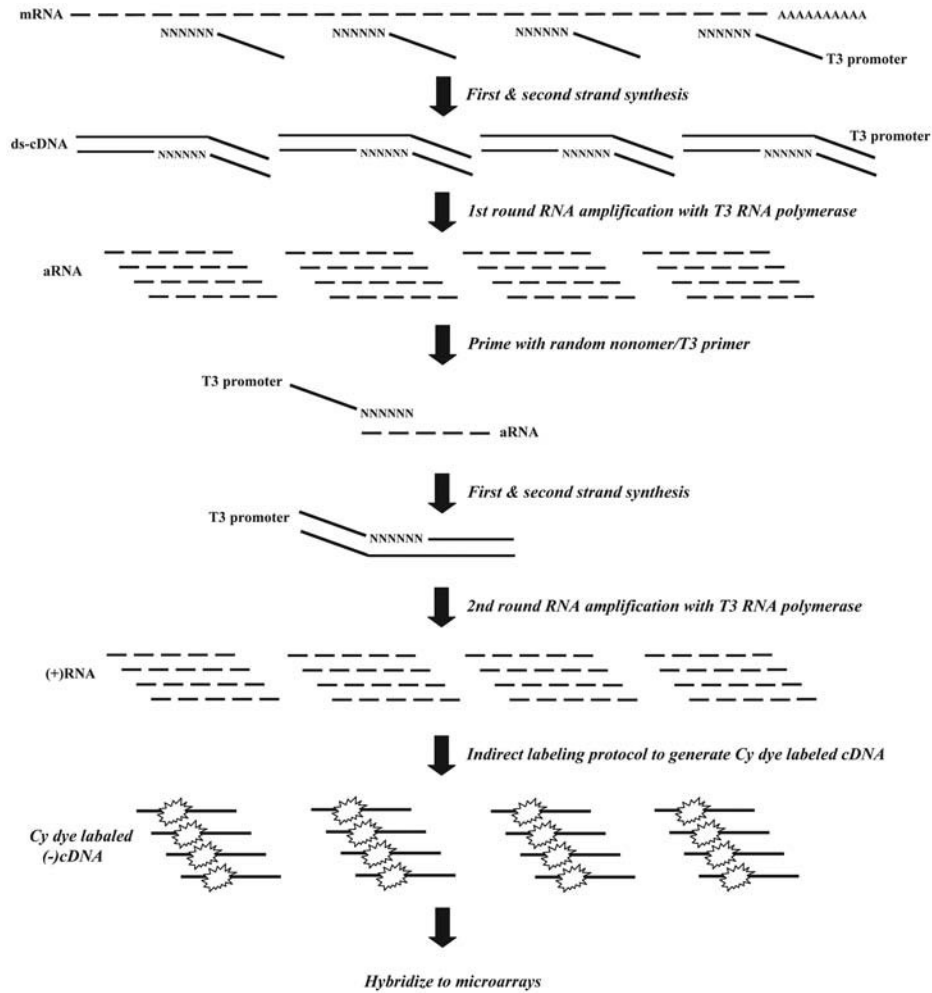 mRNA AAAAAAAAAA
NNNNNN NNNNNN NNNNNN NNNNNN
T3 promoter
First & second strand synthesis
T3 promoter
ds-cDNA
NNNNNN NNNNNN NNNNNN NNNNNN
1st round RNA amplification with T3 RNA polymerase
aRNA
Prime with random nonomer/T3 primer
T3 promoter
NNNNNN
aRNA
First & second strand synthesis
T3 promoter
NNNNNN
2nd round RNA amplification with T3 RNA polymerase
(+)RNA
Indirect labeling protocol to generate Cy dye labeled cDNA
Cy dye labaled
(-)cDNA
Hybridize to microarrays